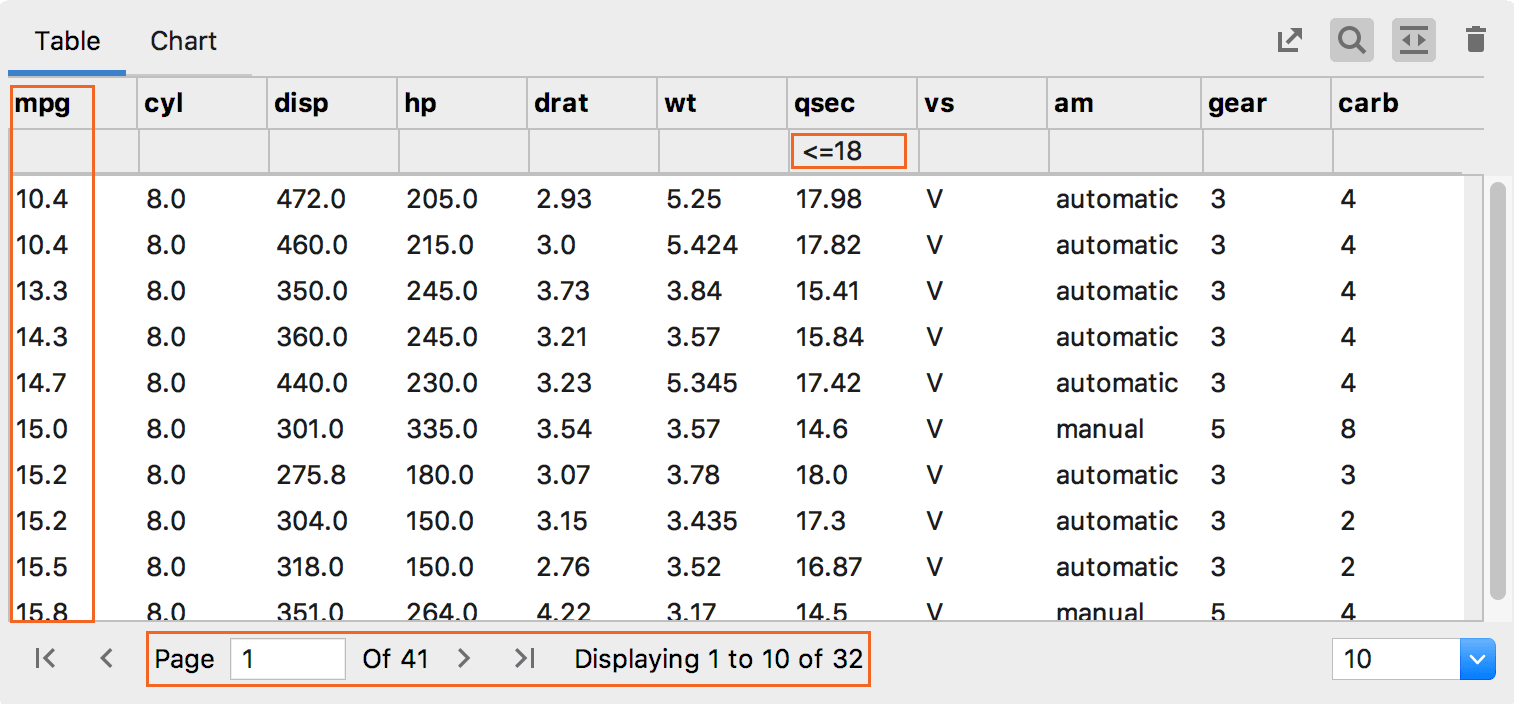 Table Chart
mpg cyl disp hp drat wt qsec vs am gear carb
<=18
10.4 8.0 472.0 205.0 2.93 5.25 17.98 V automatic 3 4
10.4 8.0 460.0 215.0 3.0 5.424 17.82 V automatic 3 4
13.3 8.0 350.0 245.0 3.73 3.84 15.41 V automatic 3 4
14.3 8.0 360.0 245.0 3.21 3.57 15.84 V automatic 3 4
14.7 8.0 440.0 230.0 3.23 5.345 17.42 V automatic 3 4
15.0 8.0 301.0 335.0 3.54 3.57 14.6 V manual 5 8
15.2 8.0 275.8 180.0 3.07 3.78 18.0 V automatic 3 3
15.2 8.0 304.0 150.0 3.15 3.435 17.3 V automatic 3 2
15.5 8.0 318.0 150.0 2.76 3.52 16.87 V automatic 3 2
15.8 8.0 351.0 264.0 4.22 3.17 14.5 V manual 5 4
Page 1 Of 41 Displaying 1 to 10 of 32 10